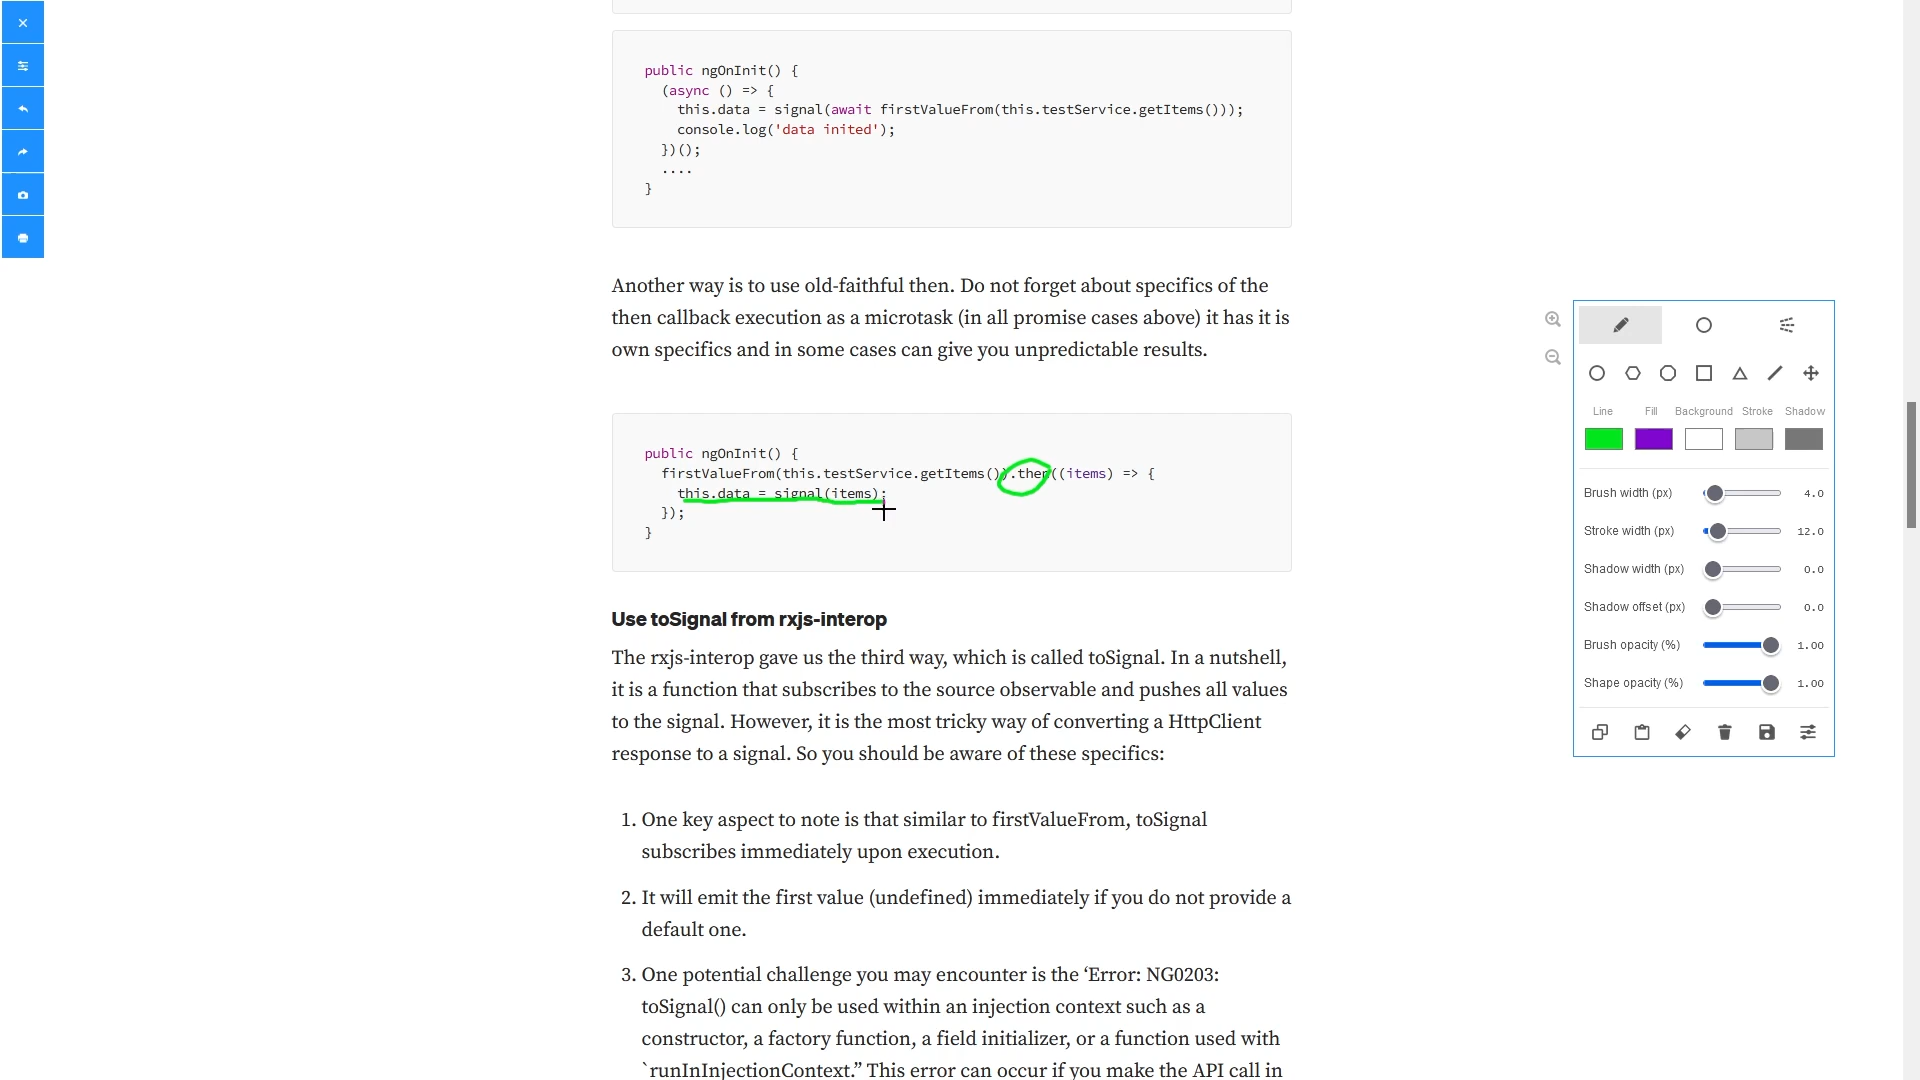 public ngOnInit() {
(async () => {
this.data = signal(await firstValueFrom(this.testService.getItems()));
console.log('data inited');
})();
....
}
Another way is to use old-faithful then. Do not forget about specifics of the
then callback execution as a microtask (in all promise cases above) it has it is
own specifics and in some cases can give you unpredictable results.
public ngOnInit() {
firstValueFrom(this.testService.getItems()).then((items) => {
this.data = signal(items);
});
}
Use toSignal from rxjs-interop
The rxjs-interop gave us the third way, which is called toSignal. In a nutshell,
it is a function that subscribes to the source observable and pushes all values
to the signal. However, it is the most tricky way of converting a HttpClient
response to a signal. So you should be aware of these specifics:
1. One key aspect to note is that similar to firstValueFrom, toSignal
subscribes immediately upon execution.
2. It will emit the first value (undefined) immediately if you do not provide a
default one.
3. One potential challenge you may encounter is the ‘Error: NG0203:
toSignal() can only be used within an injection context such as a
constructor, a factory function, a field initializer, or a function used with
`runInInjectionContext.” This error can occur if you make the API call in
Line Fill Background Stroke Shadow
Brush width (px) 4.0
Stroke width (px) 12.0
Shadow width (px) 0.0
Shadow offset (px) 0.0
Brush opacity (%) 1.00
Shape opacity (%) 1.00